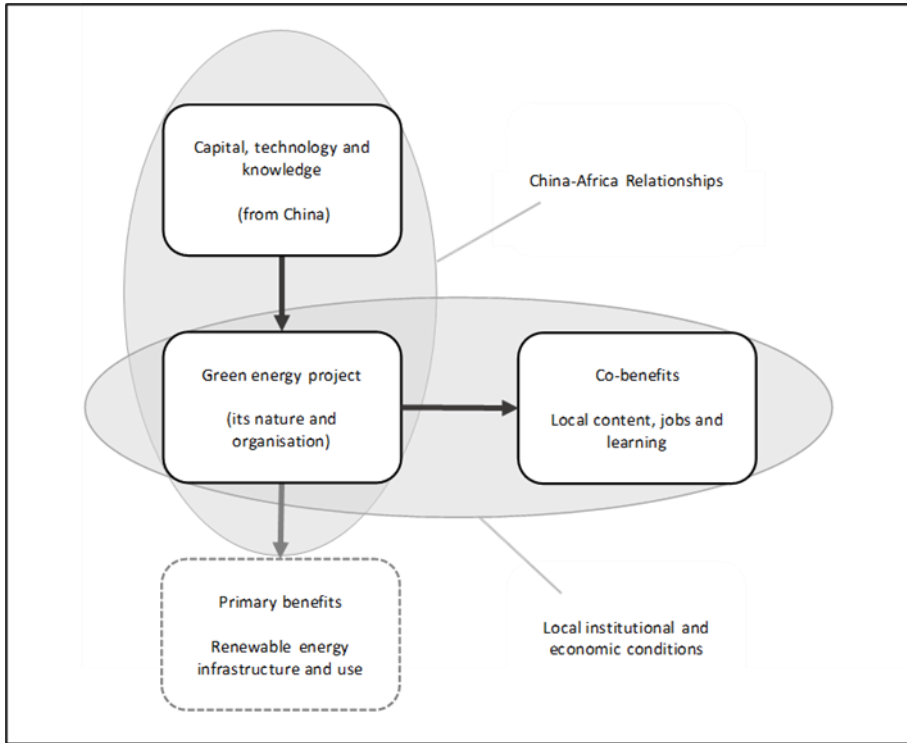 Capital, technology and
knowledge
(from China)
China-Africa Relationships
Green energy project
(its nature and
organisation)
Co-benefits
Local content, jobs and
learning
Primary benefits
Renewable energy
infrastructure and use
Local institutional and
economic conditions